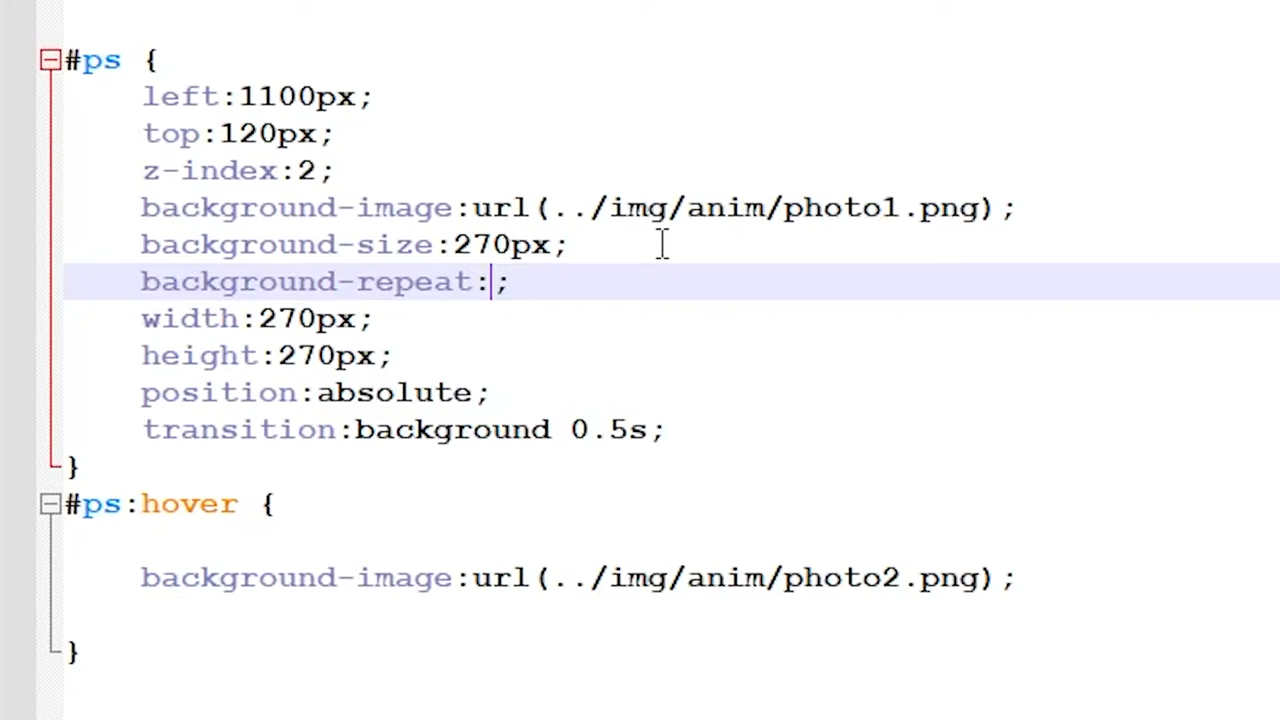 #ps {
left:1100px;
top:120px;
z-index:2;
background-image:url(../img/anim/photo1.png);
background-size:270px;
background-repeat:;
width:270px;
height:270px;
position:absolute;
transition:background 0.5s;
}
#ps:hover {
background-image:url(../img/anim/photo2.png);
}